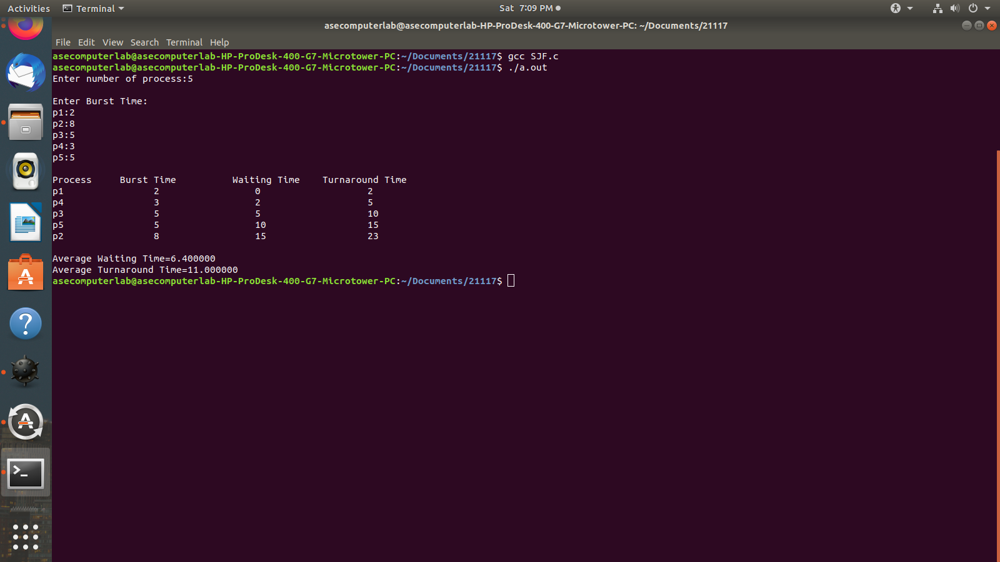 Activities Terminal Sat 7:09 PM
asecomputerlab@asecomputerlab-HP-ProDesk-400-G7-Microtower-PC: ~/Documents/21117
File Edit View Search Terminal Help
asecomputerlab@asecomputerlab-HP-ProDesk-400-G7-Microtower-PC:~/Documents/21117$ gcc SJF.c
asecomputerlab@asecomputerlab-HP-ProDesk-400-G7-Microtower-PC:~/Documents/21117$ ./a.out
Enter number of process:5
Enter Burst Time:
p1:2
p2:8
p3:5
p4:3
p5:5
Process Burst Time Waiting Time Turnaround Time
p1 2 0 2
p4 3 2 5
p3 5 5 10
p5 5 10 15
p2 8 15 23
Average Waiting Time=6.400000
Average Turnaround Time=11.000000
asecomputerlab@asecomputerlab-HP-ProDesk-400-G7-Microtower-PC:~/Documents/21117$